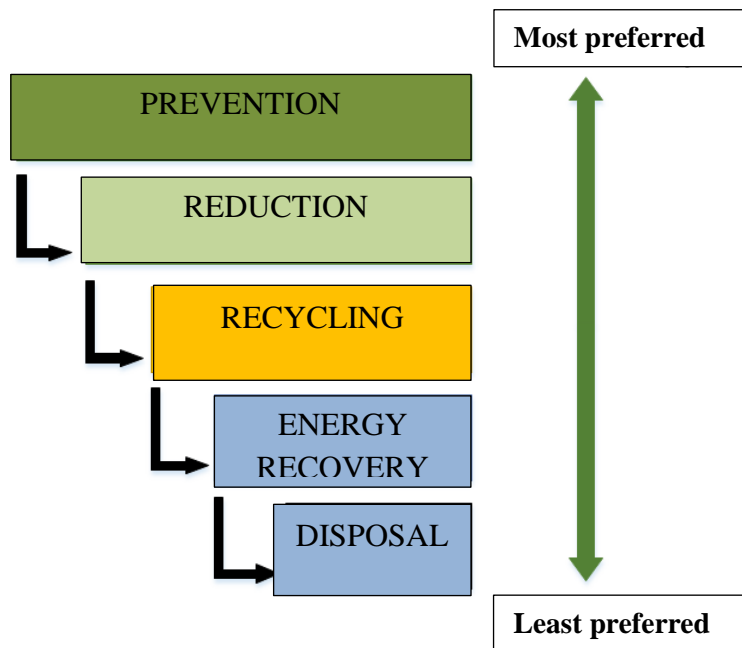 Most preferred
PREVENTION
REDUCTION
RECYCLING
ENERGY
RECOVERY
DISPOSAL
Least preferred